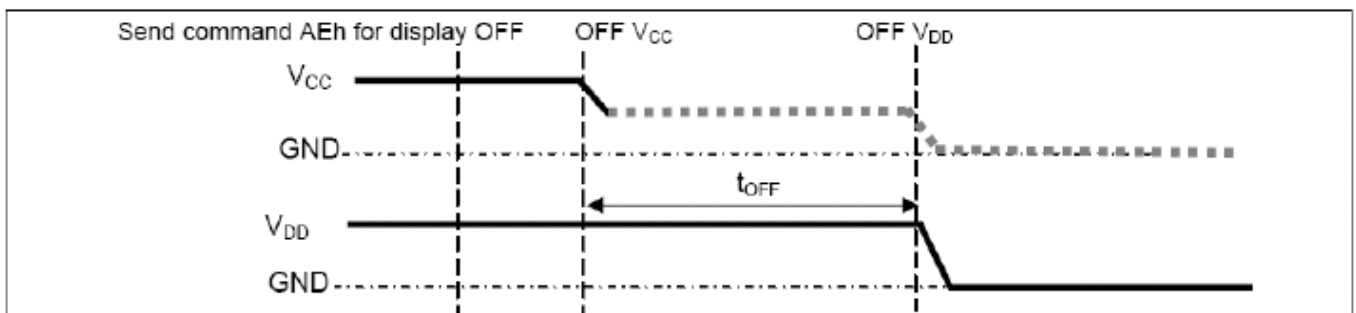 Send command AEh for display OFF OFF VCC OFF VDD
VCC
GND
tOFF
VDD
GND